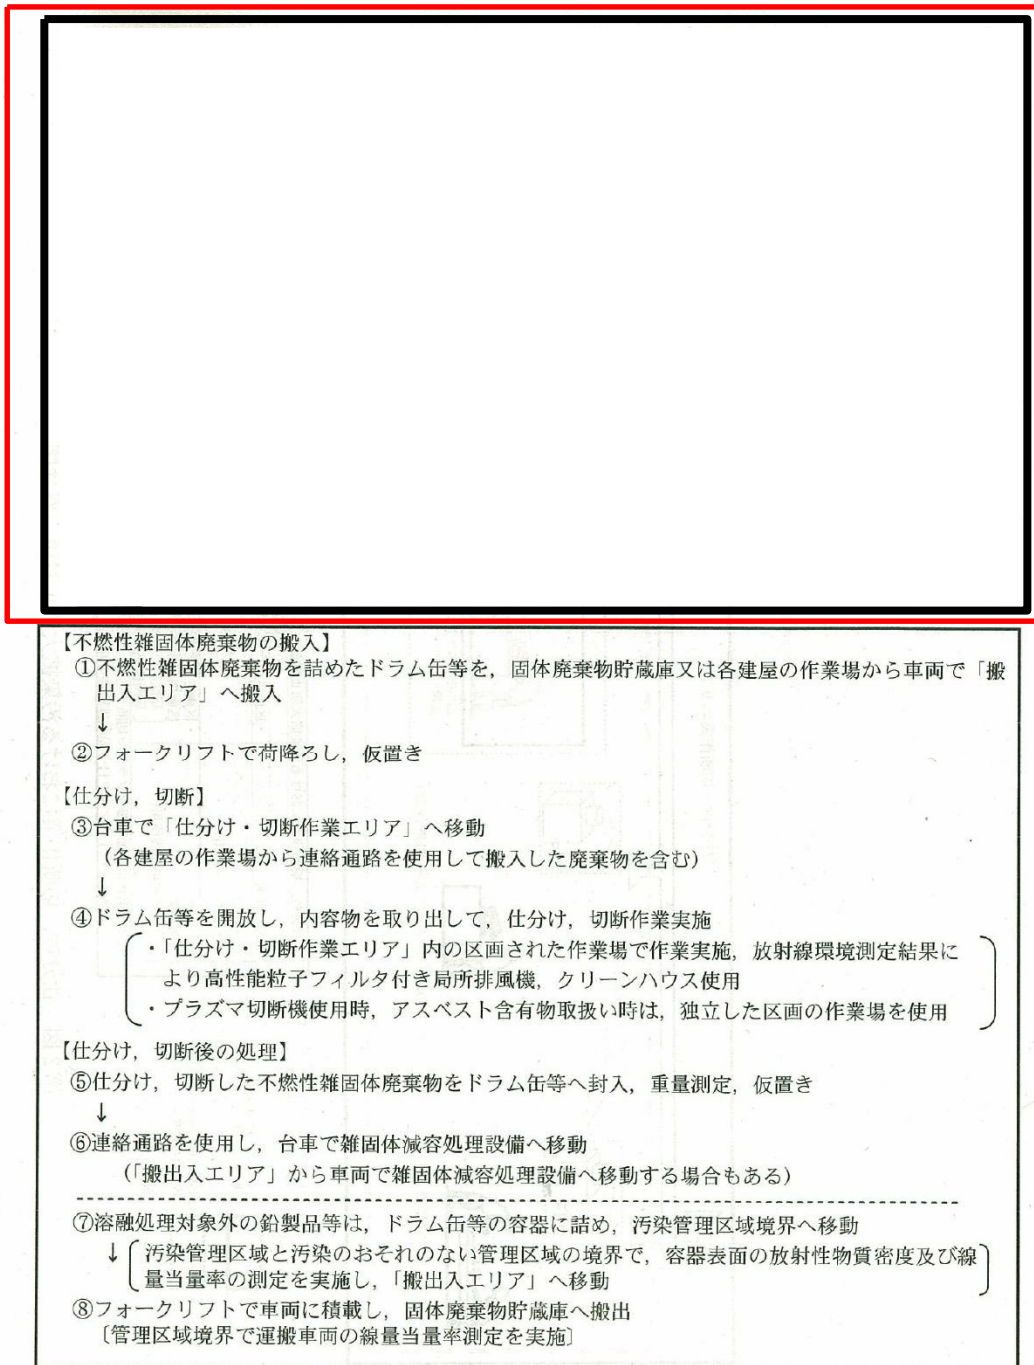 【不燃性雑固体廃棄物の搬入】
①不燃性雑固体廃棄物を詰めたドラム缶等を，固体廃棄物貯蔵庫又は各建屋の作業場から車両で「搬
出入エリア」へ搬入
↓
②フォークリフトで荷降ろし，仮置き
【仕分け，切断】
③台車で「仕分け・切断作業エリア」へ移動
（各建屋の作業場から連絡通路を使用して搬入した廃棄物を含む）
↓
④ドラム缶等を開放し，内容物を取り出して，仕分け，切断作業実施
・「仕分け・切断作業エリア」内の区画された作業場で作業実施，放射線環境測定結果に
より高性能粒子フィルタ付き局所排風機，クリーンハウス使用
・プラズマ切断機使用時，アスベスト含有物取扱い時は，独立した区画の作業場を使用
【仕分け，切断後の処理】
⑤仕分け，切断した不燃性雑固体廃棄物をドラム缶等へ封入，重量測定，仮置き
↓
⑥連絡通路を使用し，台車で雑固体減容処理設備へ移動
（「搬出入エリア」から車両で雑固体減容処理設備へ移動する場合もある）
⑦溶融処理対象外の鉛製品等は，ドラム缶等の容器に詰め，汚染管理区域境界へ移動
↓ 汚染管理区域と汚染のおそれのない管理区域の境界で，容器表面の放射性物質密度及び線
量当量率の測定を実施し，「搬出入エリア」へ移動
⑧フォークリフトで車両に積載し，固体廃棄物貯蔵庫へ搬出
〔管理区域境界で運搬車両の線量当量率測定を実施〕